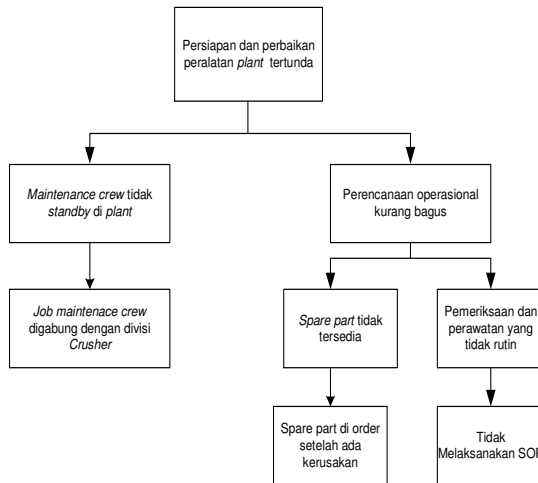 Persiapan dan perbaikan
peralatan plant tertunda
Maintenance crew tidak
standby di plant
Perencanaan operasional
kurang bagus
Job maintenace crew
digabung dengan divisi
Crusher
Spare part tidak
tersedia
Pemeriksaan dan
perawatan yang
tidak rutin
Spare part di order
setelah ada
kerusakan
Tidak
Melaksanakan SOP